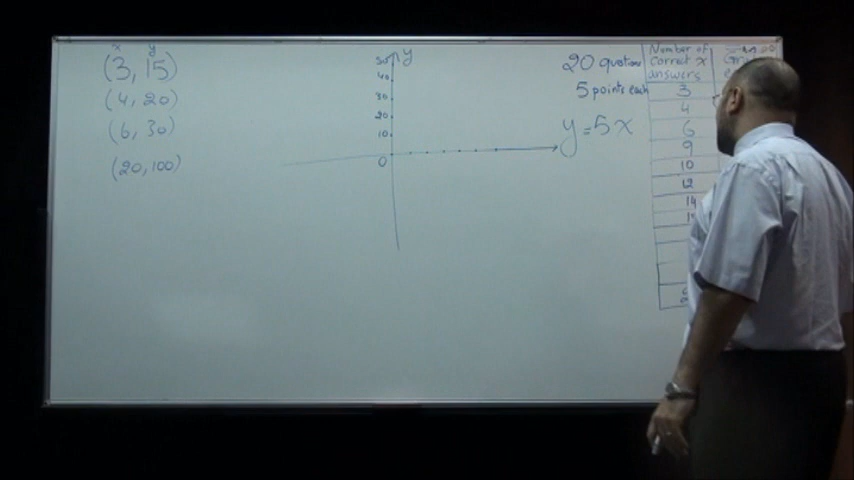 x y
(3, 15)
(4, 20)
(6, 30)
(20, 100)
y
50
40
30
20
10
0
20 questions
5 points each
y = 5x
Number of
correct x
answers
3
4
6
9
10
12
14